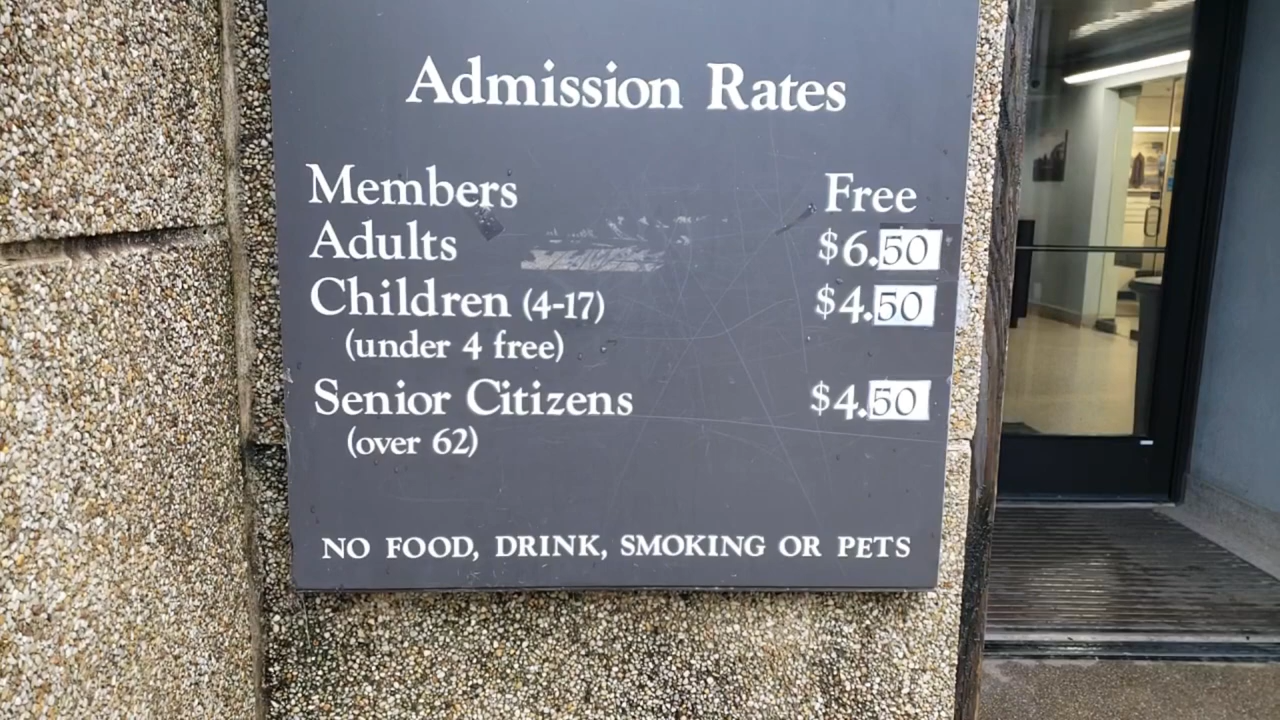 Admission Rates
Members Free
Adults $6.50
Children (4-17) $4.50
(under 4 free)
Senior Citizens $4.50
(over 62)
NO FOOD, DRINK, SMOKING OR PETS